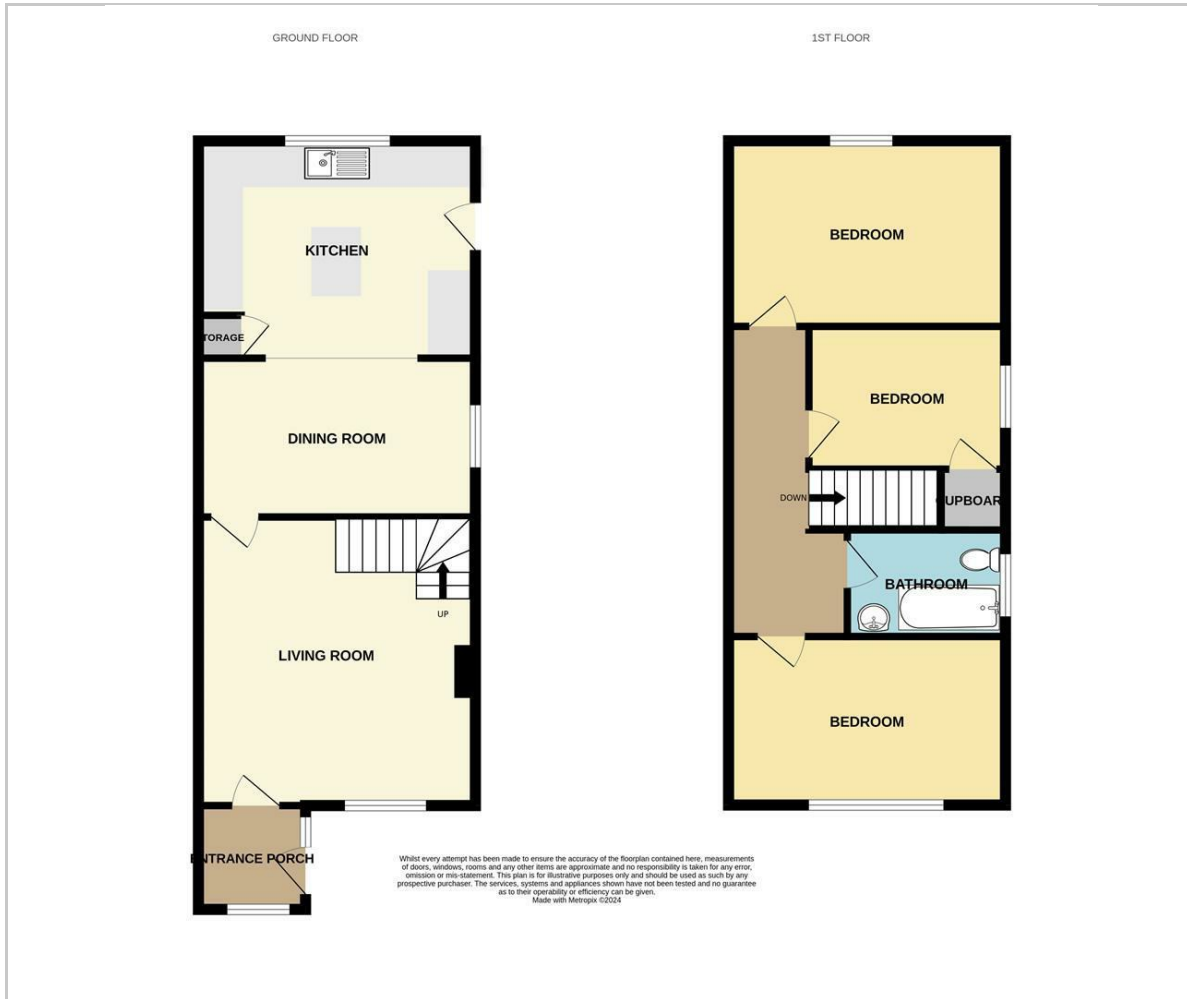 GROUND FLOOR
1ST FLOOR
KITCHEN
TORAGE
DINING ROOM
UP
LIVING ROOM
ENTRANCE PORCH
BEDROOM
BEDROOM
DOWN
UPBOAR
BATHROOM
BEDROOM
Whilst every attempt has been made to ensure the accuracy of the floorplan contained here, measurements
of doors, windows, rooms and any other items are approximate and no responsibility is taken for any error,
omission or mis-statement. This plan is for illustrative purposes only and should be used as such by any
prospective purchaser. The services, systems and appliances shown have not been tested and no guarantee
as to their operability or efficiency can be given.
Made with Metropix ©2024